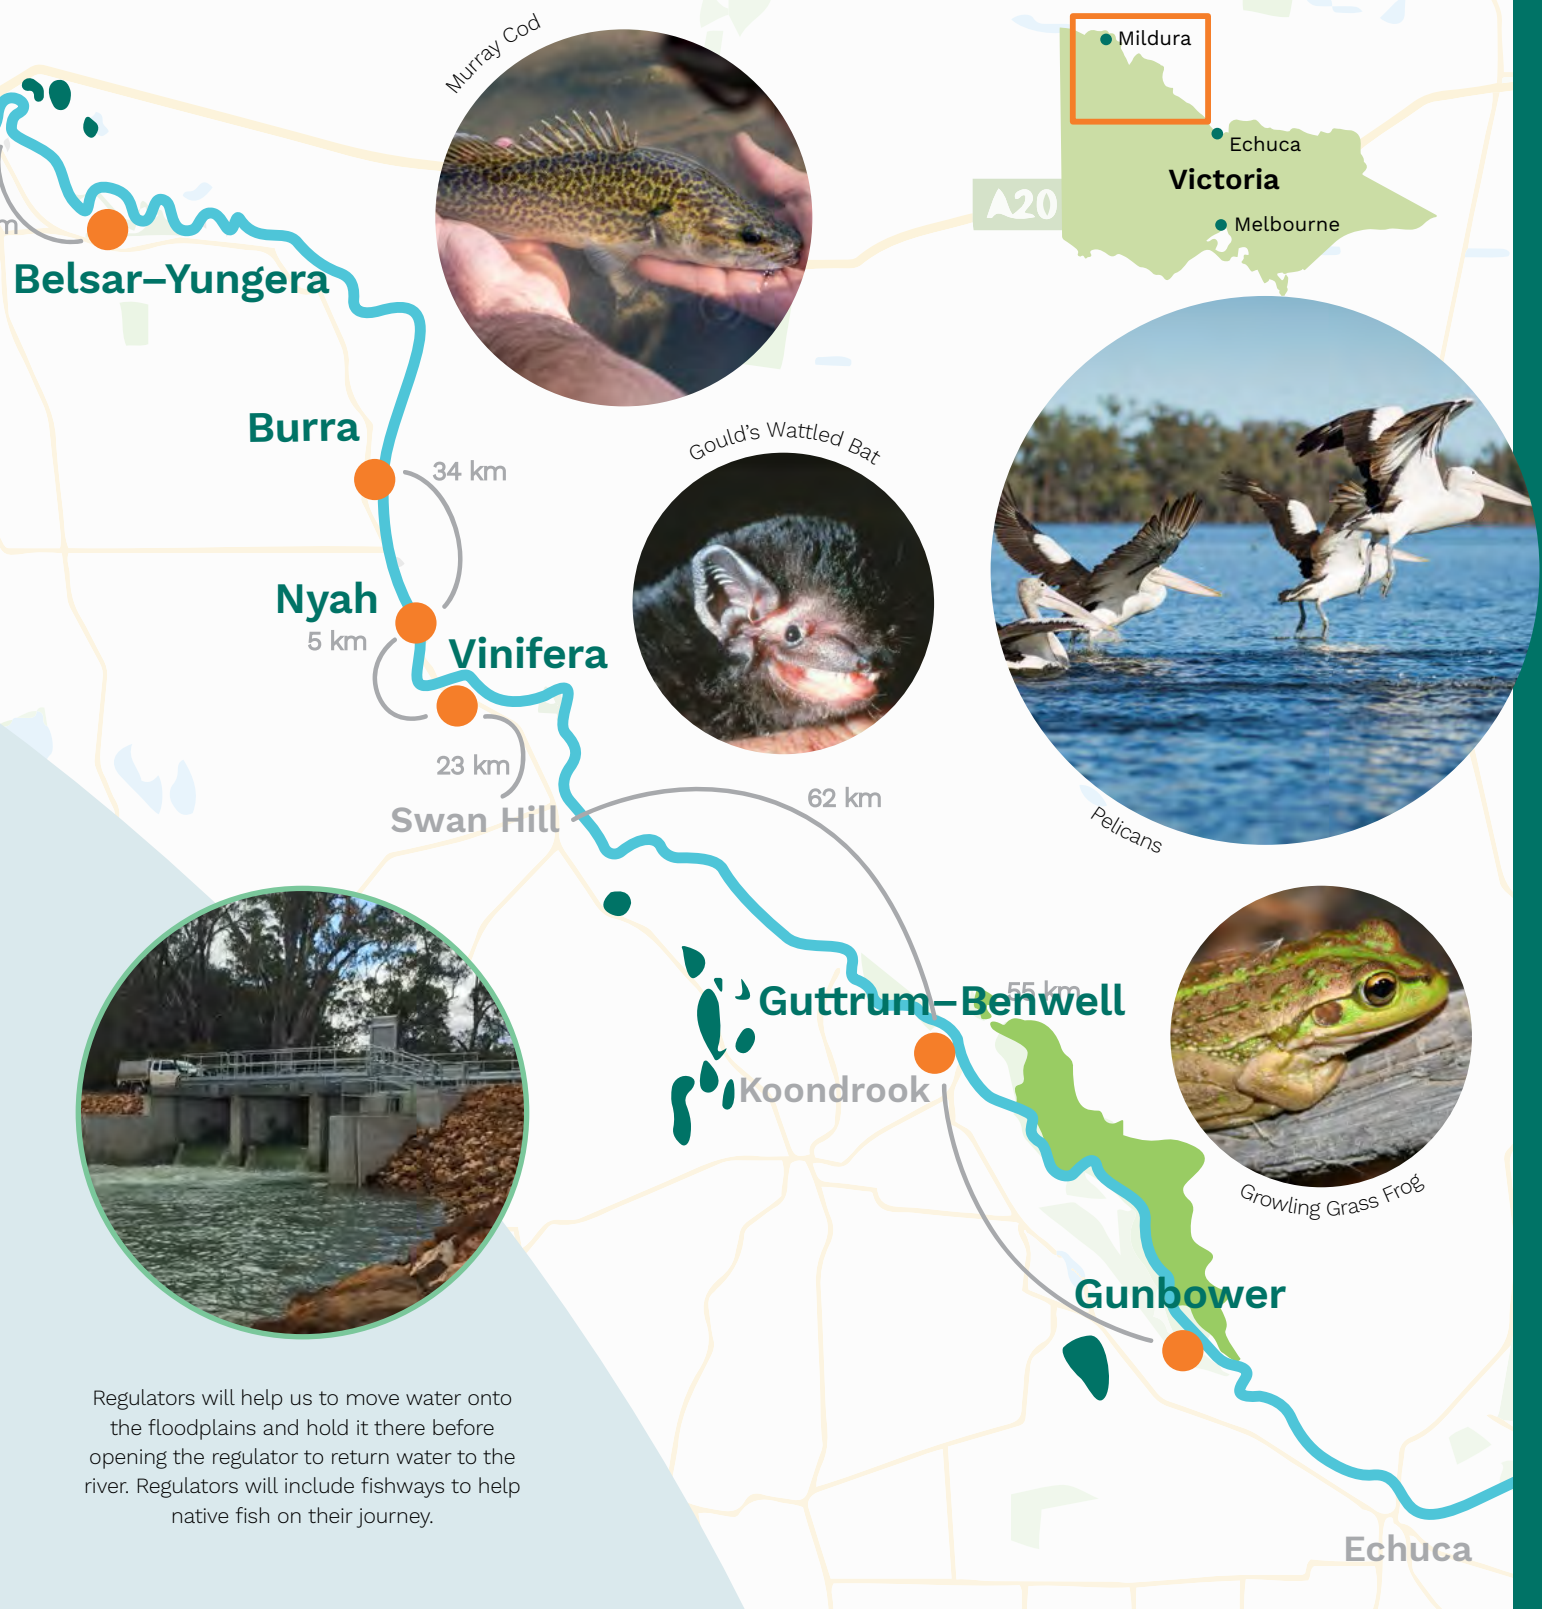 Murray Cod
Mildura
Echuca
Victoria
A20
Melbourne
m
Belsar–Yungera
Burra
34 km
Gould's Wattled Bat
Nyah
5 km
Vinifera
23 km
Swan Hill
62 km
Pelicans
55 km
Guttrum–Benwell
Koondrook
Growling Grass Frog
Gunbower
Regulators will help us to move water onto
the floodplains and hold it there before
opening the regulator to return water to the
river. Regulators will include fishways to help
native fish on their journey.
Echuca